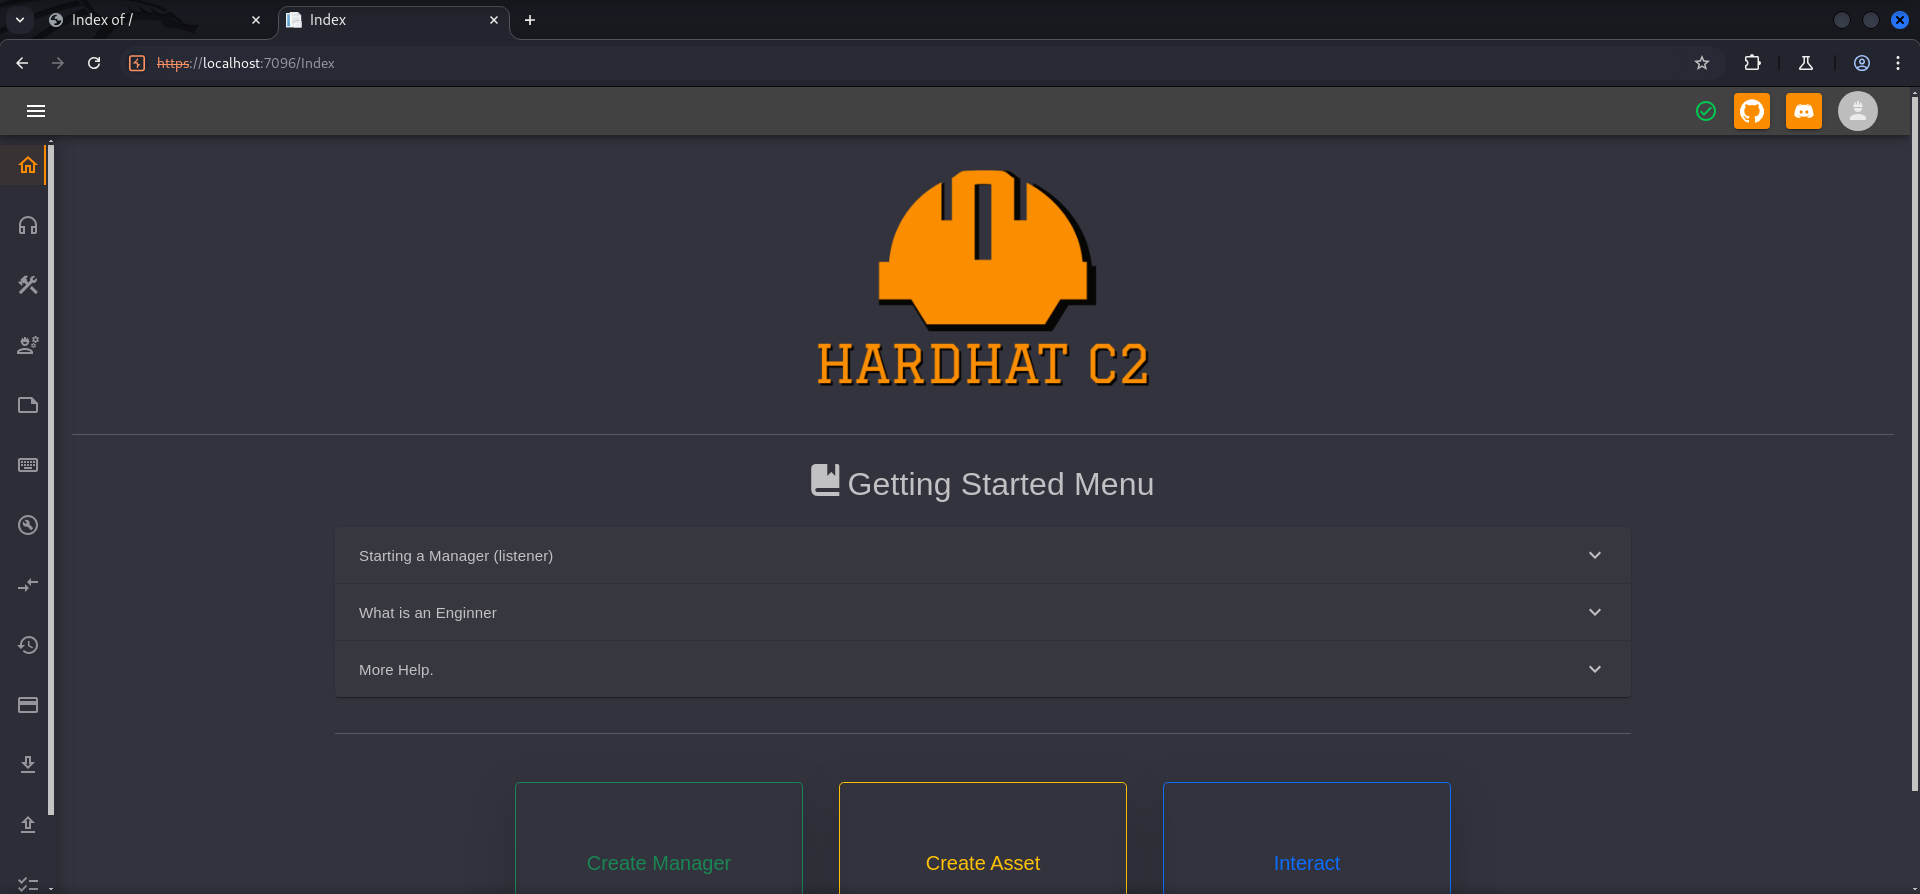 Index of /
Index
https://localhost:7096/Index
HARDHAT C2
Getting Started Menu
Starting a Manager (listener)
What is an Enginner
More Help.
Create Manager
Create Asset
Interact